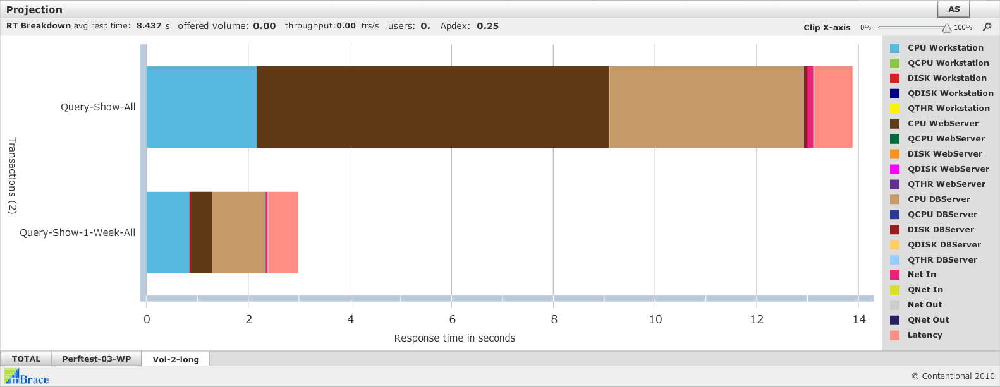 Projection
AS
RT Breakdown avg resp time: 8.437 s offered volume: 0.00 throughput:0.00 trs/s users: 0. Apdex: 0.25
Clip X-axis 0% 100%
CPU Workstation
QCPU Workstation
DISK Workstation
QDISK Workstation
QTHR Workstation
CPU WebServer
QCPU WebServer
DISK WebServer
QDISK WebServer
QTHR WebServer
CPU DBServer
QCPU DBServer
DISK DBServer
QDISK DBServer
QTHR DBServer
Net In
QNet In
Net Out
QNet Out
Latency
Transactions (2)
Query-Show-All
Query-Show-1-Week-All
0 2 4 6 8 10 12 14
Response time in seconds
TOTAL Perftest-03-WP Vol-2-long
Brace
© Contentional 2010